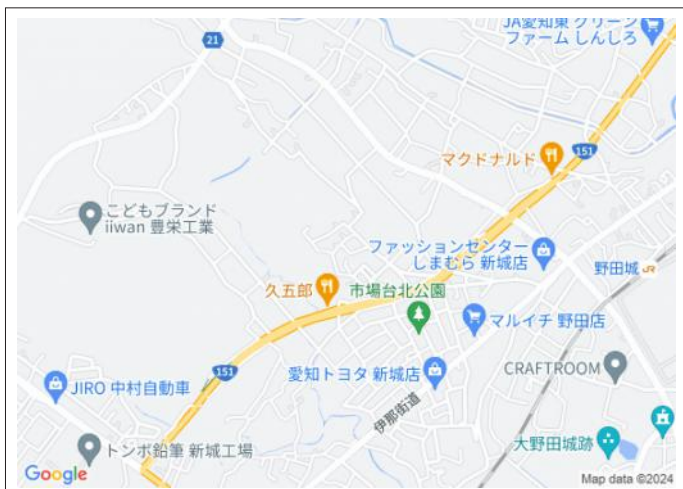 JA愛知東 グリーン
ファーム しんしろ
21
151
マクドナルド
こどもブランド
iiwan 豊栄工業
ファッションセンター
しまむら 新城店
野田城
JR
久五郎
市場台北公園
マルイチ 野田店
151
愛知トヨタ 新城店
CRAFTROOM
JIRO 中村自動車
伊那街道
トンボ鉛筆 新城工場
大野田城跡
Google
Map data ©2024